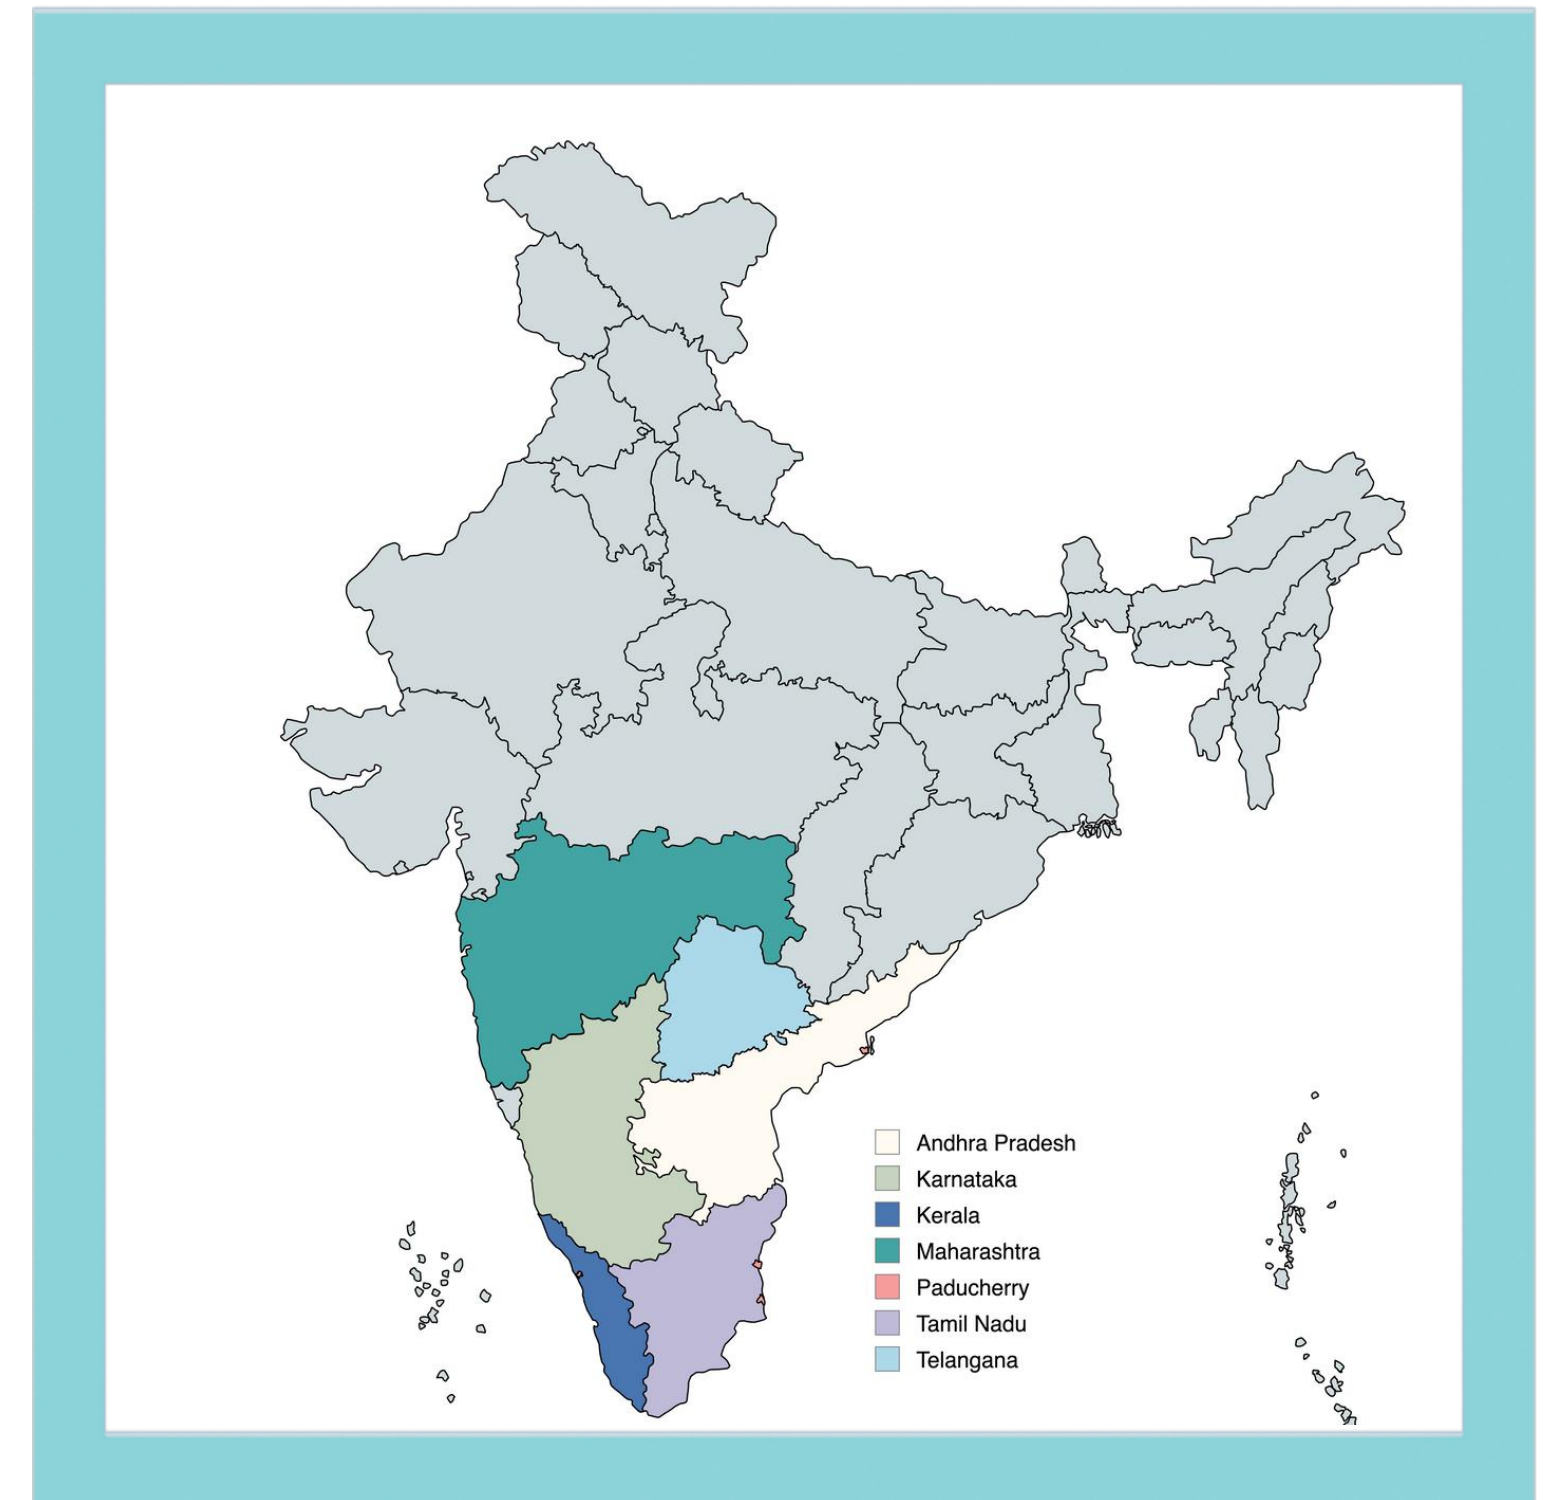 Andhra Pradesh
Karnataka
Kerala
Maharashtra
Paducherry
Tamil Nadu
Telangana